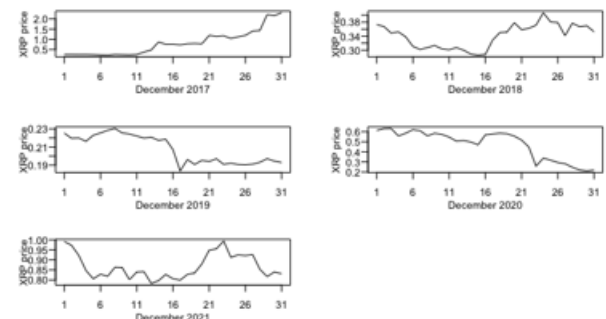 XRP price
2.0
1.5
1.0
0.5
1 6 11 16 21 26 31
December 2017
XRP price
0.38
0.34
0.30
1 6 11 16 21 26 31
December 2018
XRP price
0.23
0.21
0.19
1 6 11 16 21 26 31
December 2019
XRP price
0.6
0.5
0.4
0.3
0.2
1 6 11 16 21 26 31
December 2020
XRP price
1.00
0.95
0.90
0.85
0.80
1 6 11 16 21 26 31
December 2021